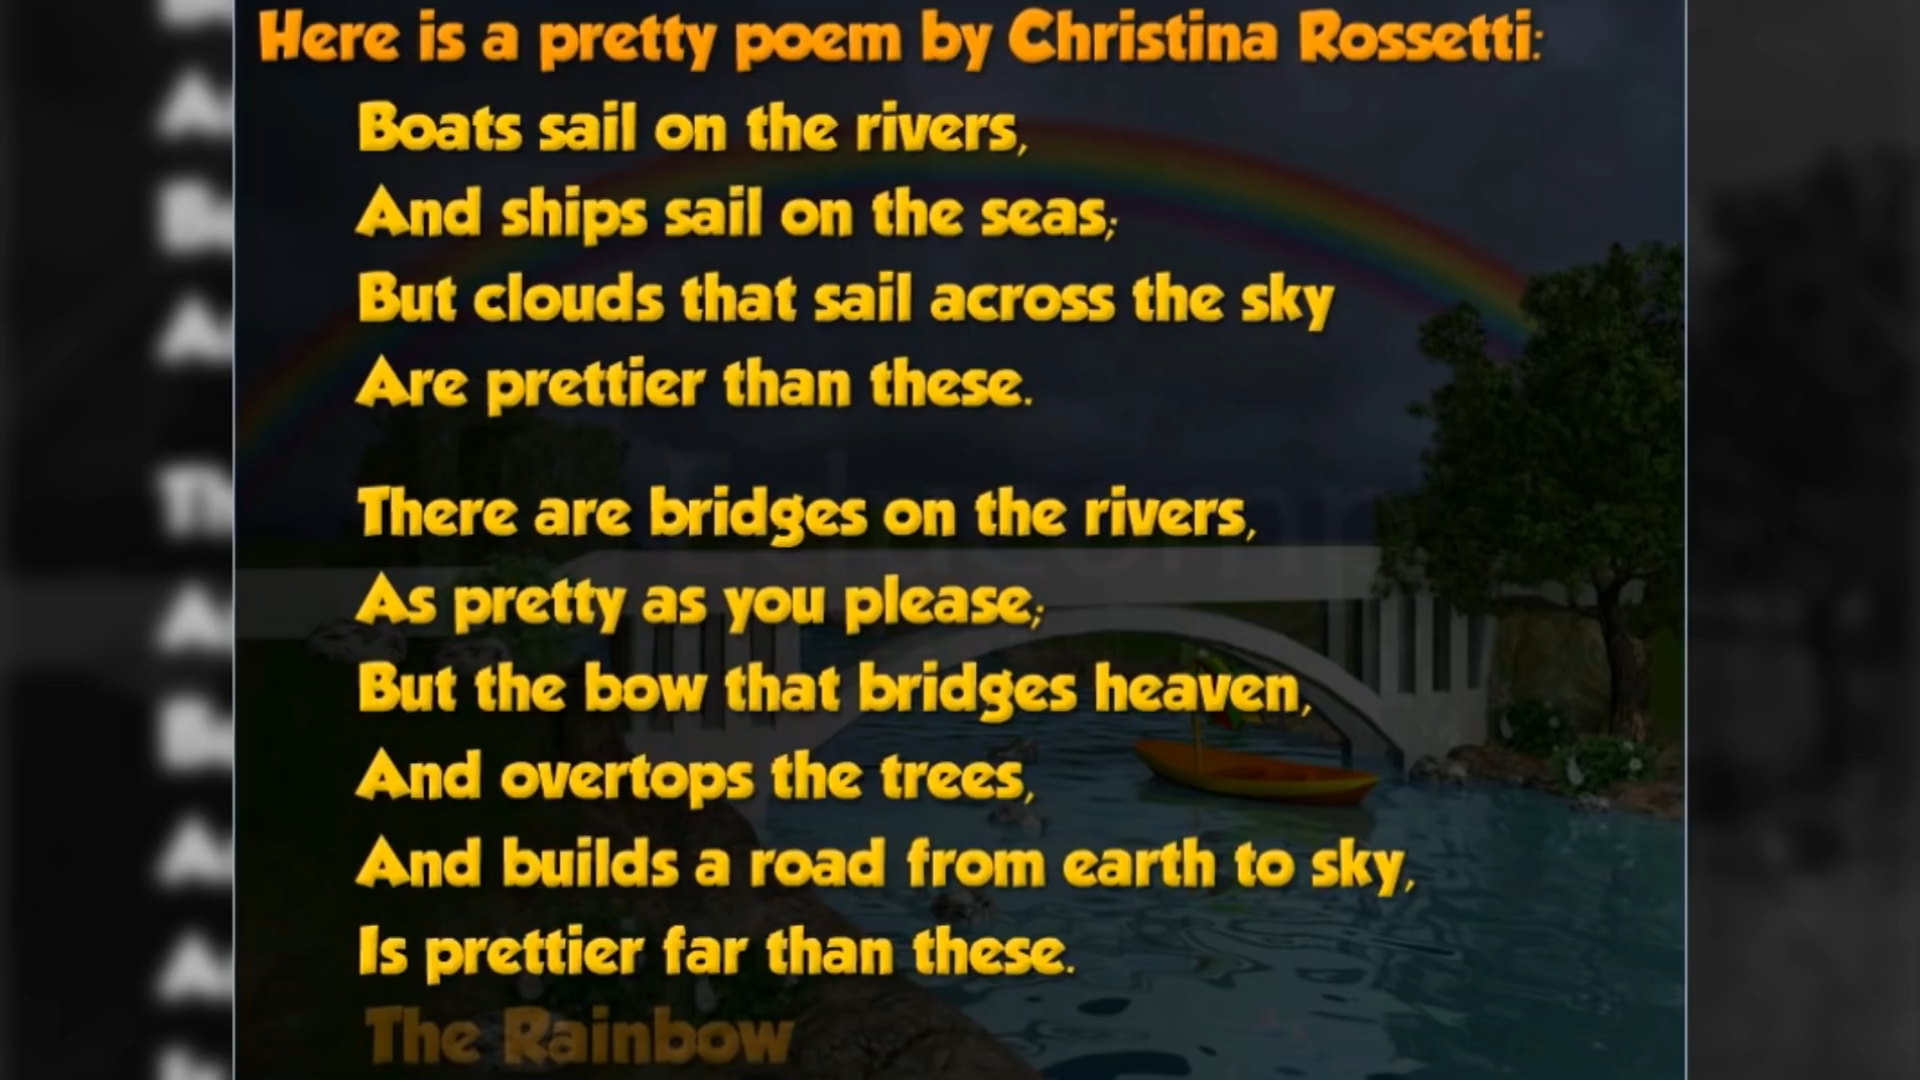 Here is a pretty poem by Christina Rossetti:
Boats sail on the rivers,
And ships sail on the seas;
But clouds that sail across the sky
Are prettier than these.
There are bridges on the rivers,
As pretty as you please;
But the bow that bridges heaven,
And overtops the trees,
And builds a road from earth to sky,
Is prettier far than these.
The Rainbow